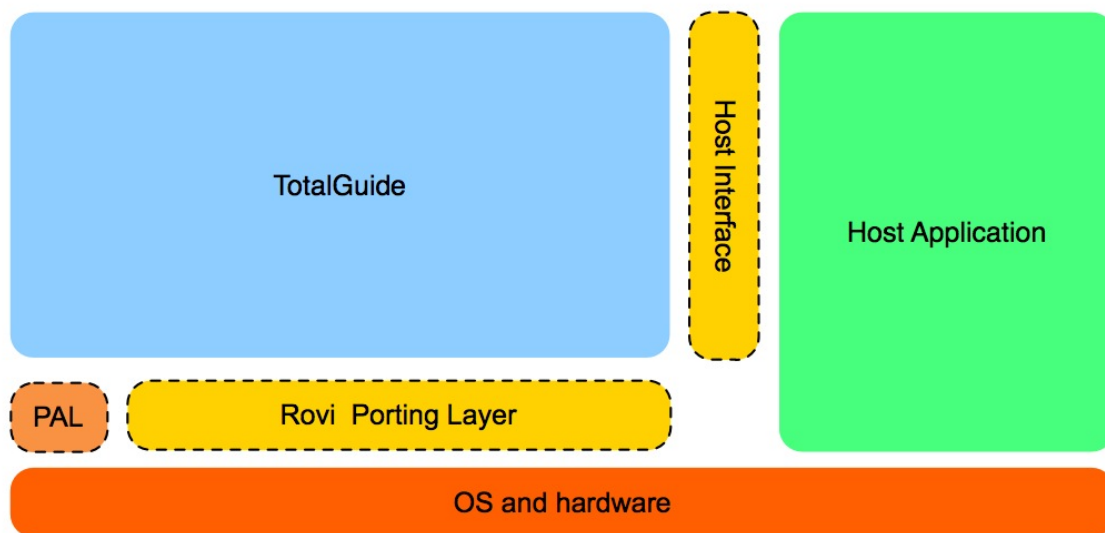 TotalGuide
Host Interface
Host Application
PAL
Rovi  Porting Layer
OS and hardware